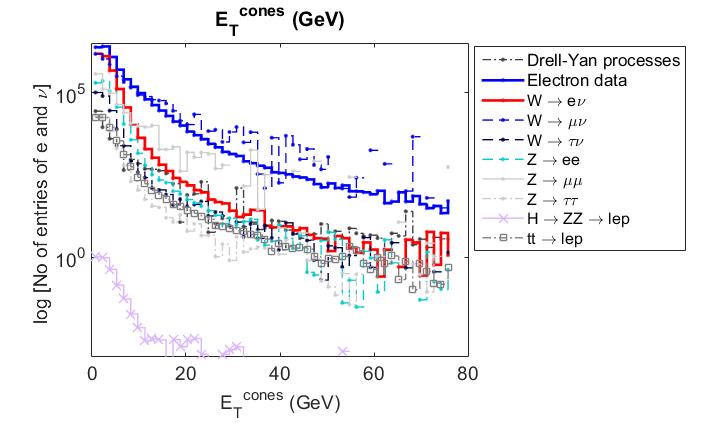 E_T^cones (GeV)
log [No of entries of e and ν]
10^5
10^0
0 20 40 60 80
E_T^cones (GeV)
Drell-Yan processes
Electron data
W → eν
W → μν
W → τν
Z → ee
Z → μμ
Z → ττ
H → ZZ → lep
tt → lep